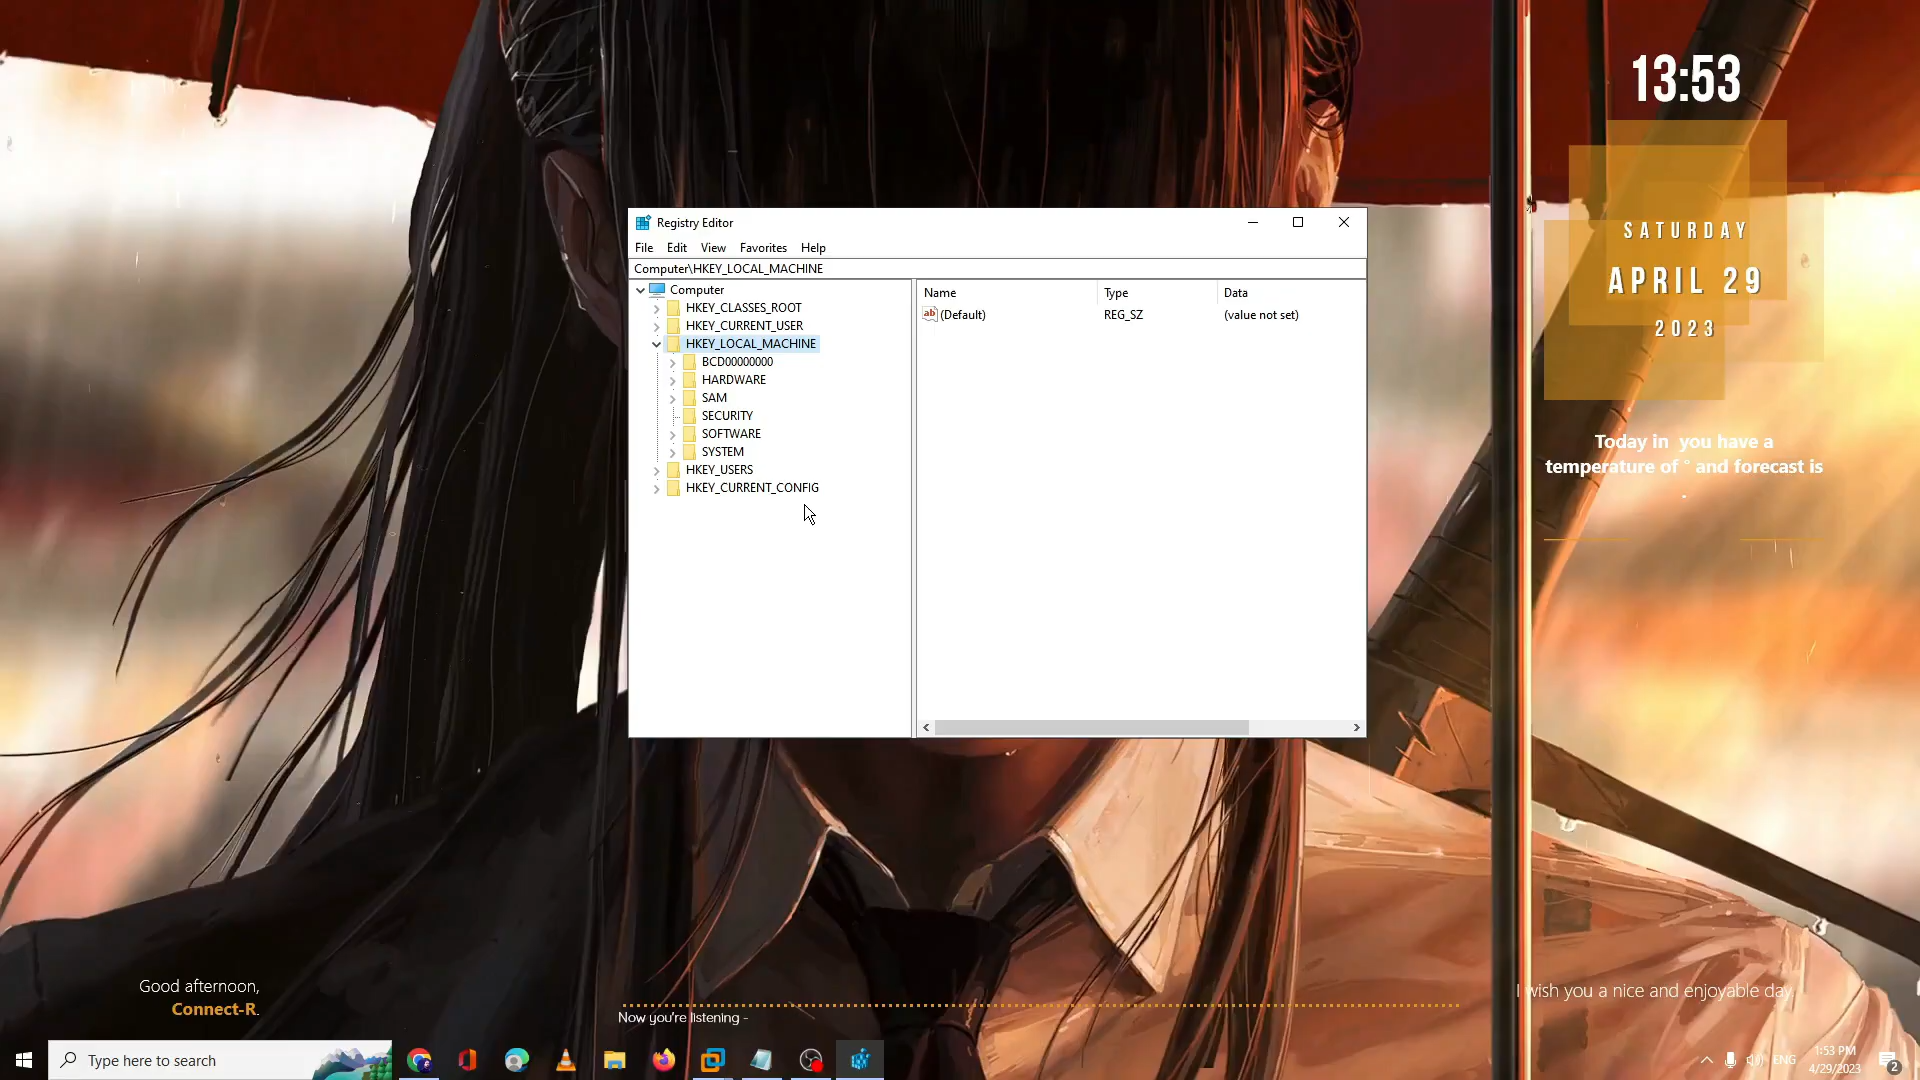 13:53
SATURDAY
APRIL 29
2023
Today in you have a
temperature of ° and forecast is
.
Registry Editor
File Edit View Favorites Help
Computer\HKEY_LOCAL_MACHINE
Computer
HKEY_CLASSES_ROOT
HKEY_CURRENT_USER
HKEY_LOCAL_MACHINE
BCD00000000
HARDWARE
SAM
SECURITY
SOFTWARE
SYSTEM
HKEY_USERS
HKEY_CURRENT_CONFIG
Name Type Data
ab (Default) REG_SZ (value not set)
Good afternoon,
Connect-R.
Now you're listening -
I wish you a nice and enjoyable day.
Type here to search
ENG
1:53 PM
4/29/2023
2